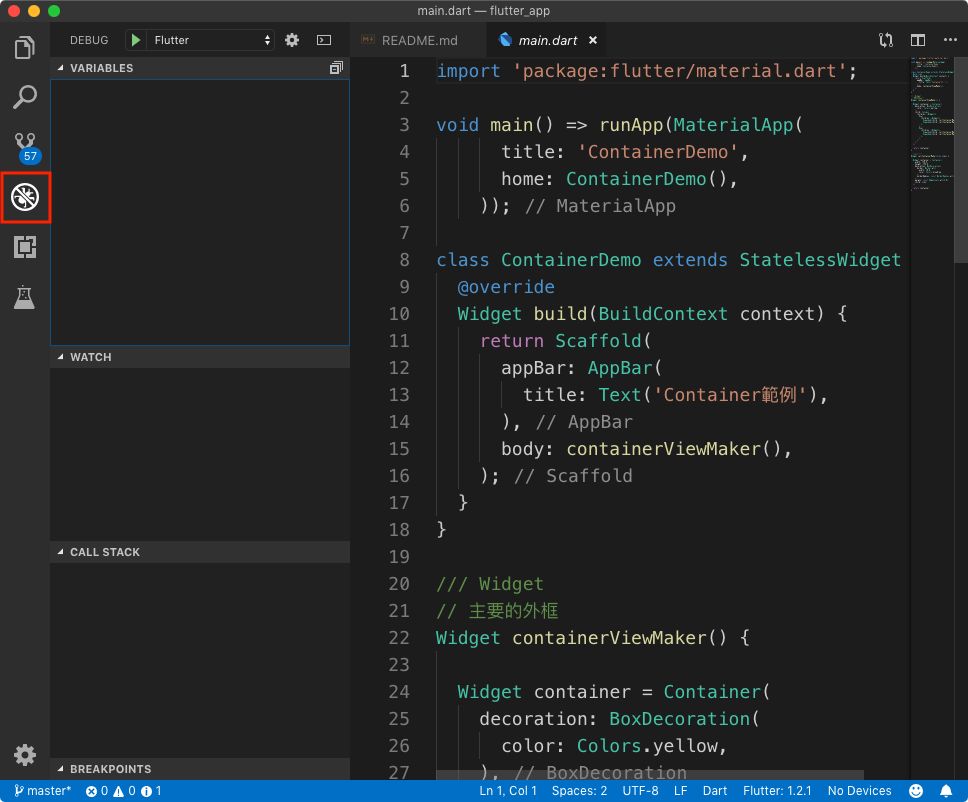 main.dart — flutter_app
DEBUG
Flutter
VARIABLES
57
WATCH
CALL STACK
BREAKPOINTS
README.md
main.dart
1 import 'package:flutter/material.dart';
2
3 void main() => runApp(MaterialApp(
4 title: 'ContainerDemo',
5 home: ContainerDemo(),
6 )); // MaterialApp
7
8 class ContainerDemo extends StatelessWidget
9 @override
10 Widget build(BuildContext context) {
11 return Scaffold(
12 appBar: AppBar(
13 title: Text('Container範例'),
14 ), // AppBar
15 body: containerViewMaker(),
16 ); // Scaffold
17 }
18 }
19
20 /// Widget
21 // 主要的外框
22 Widget containerViewMaker() {
23
24 Widget container = Container(
25 decoration: BoxDecoration(
26 color: Colors.yellow,
27 ), // BoxDecoration
master* 0 0 1 Ln 1, Col 1 Spaces: 2 UTF-8 LF Dart Flutter: 1.2.1 No Devices